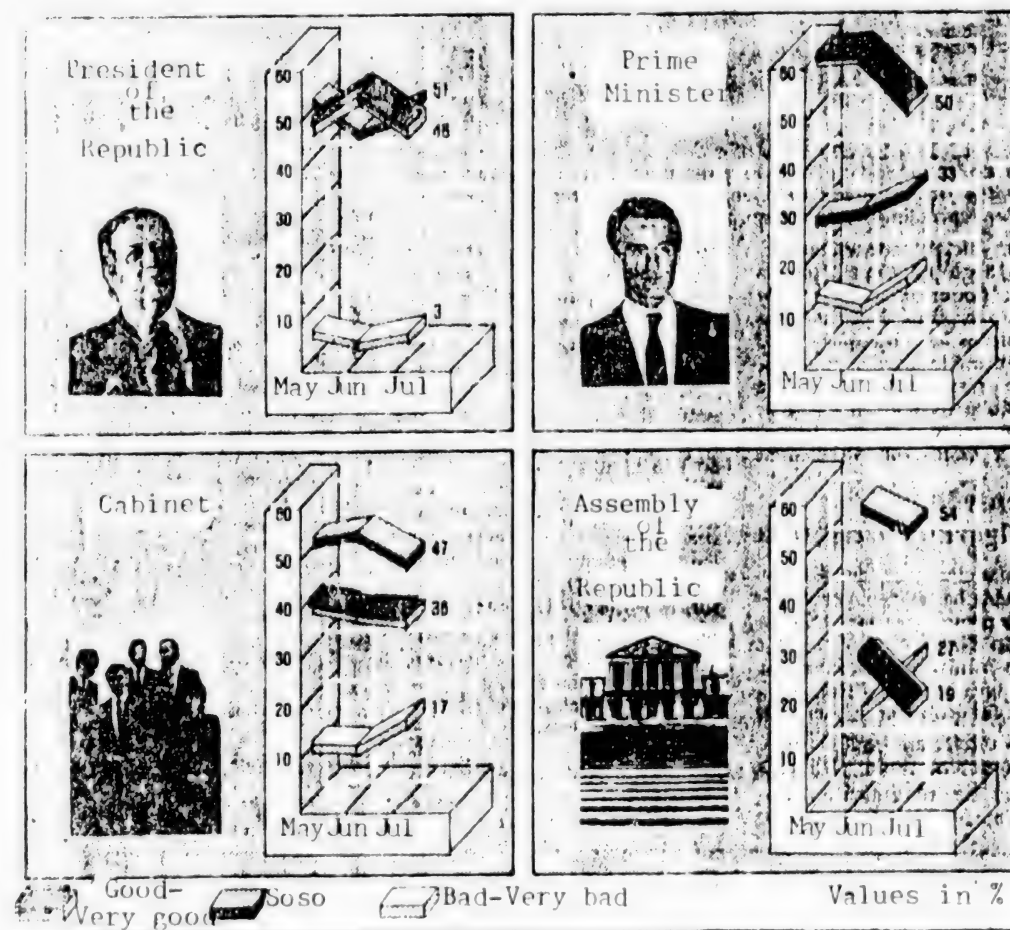 President
of
the
Republic
60
50
40
30
20
10
51
48
3
3
May Jun Jul
Prime
Minister
60
50
40
30
20
10
50
33
17
May Jun Jul
Cabinet
60
50
40
30
20
10
47
36
17
May Jun Jul
Assembly
of
the
Republic
60
50
40
30
20
10
54
27
19
May Jun Jul
Good-
Very good
Soso
Bad-Very bad
Values in %